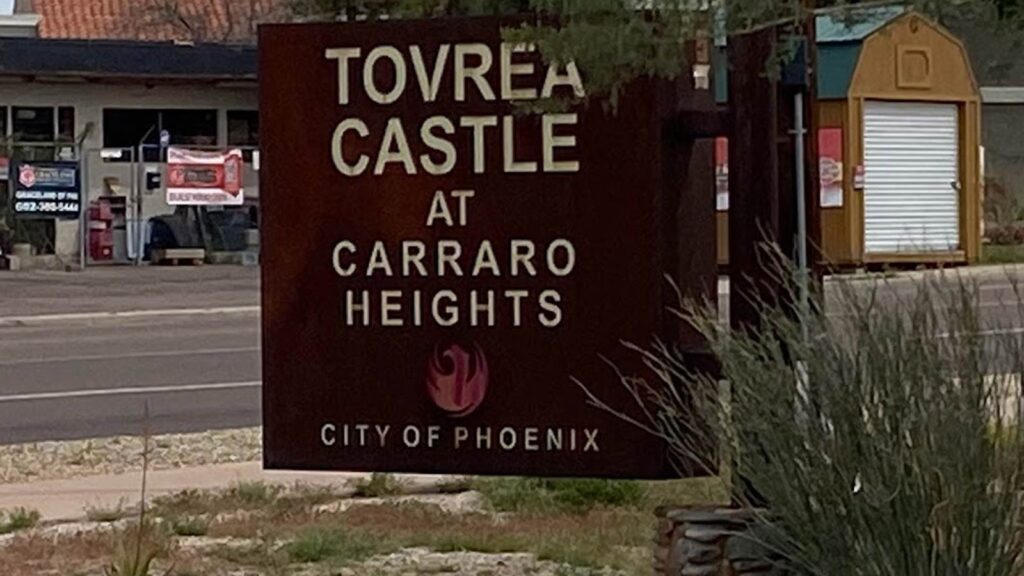 TOVREA
CASTLE
AT
CARRARO
HEIGHTS
CITY OF PHOENIX